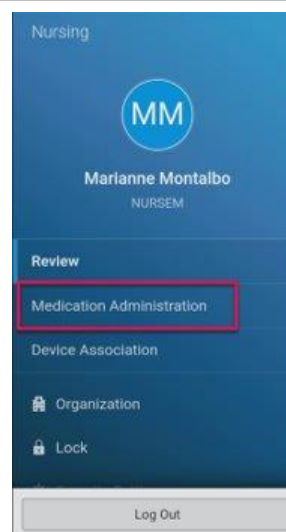 Nursing
MM
Marianne Montalbo
NURSEM
Review
Medication Administration
Device Association
Organization
Lock
Log Out